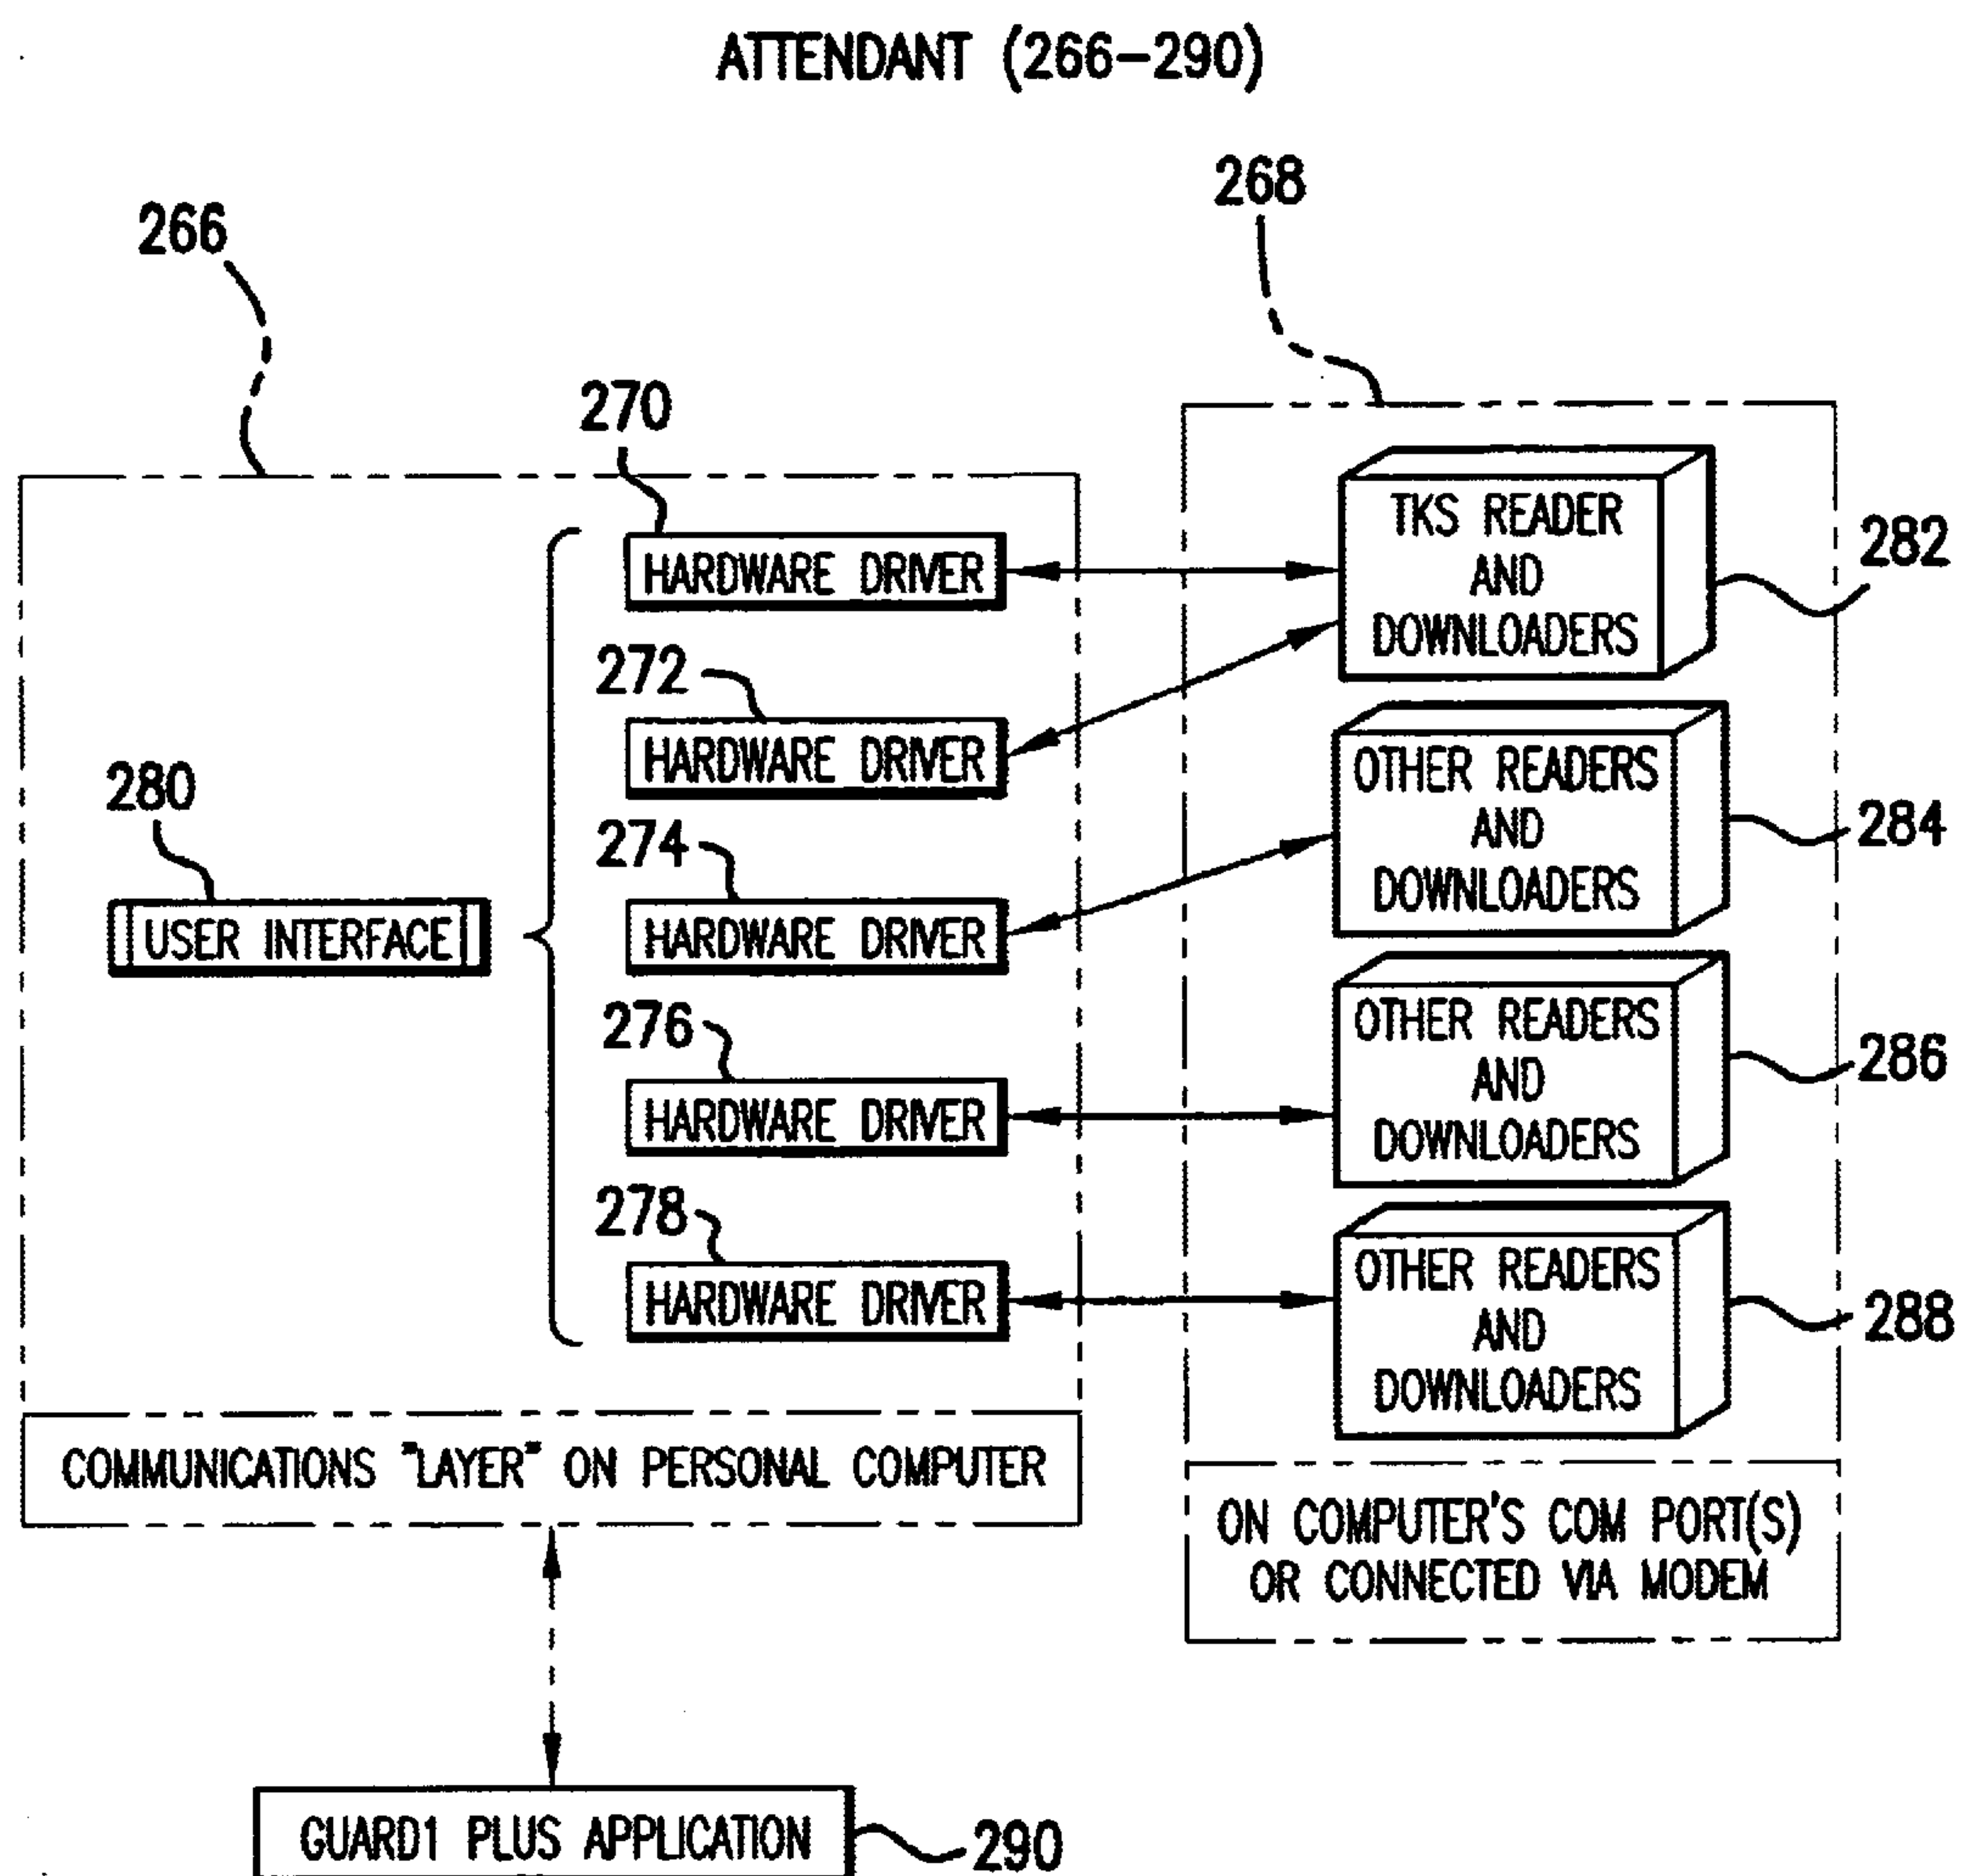 ATTENDANT (266-290)
268
266
270
HARDWARE DRIVER
TKS READER
AND
DOWNLOADERS
282
272
HARDWARE DRIVER
280
USER INTERFACE
274
HARDWARE DRIVER
OTHER READERS
AND
DOWNLOADERS
284
276
HARDWARE DRIVER
OTHER READERS
AND
DOWNLOADERS
286
278
HARDWARE DRIVER
OTHER READERS
AND
DOWNLOADERS
288
COMMUNICATIONS "LAYER" ON PERSONAL COMPUTER
ON COMPUTER'S COM PORT(S)
OR CONNECTED VIA MODEM
GUARD1 PLUS APPLICATION
290